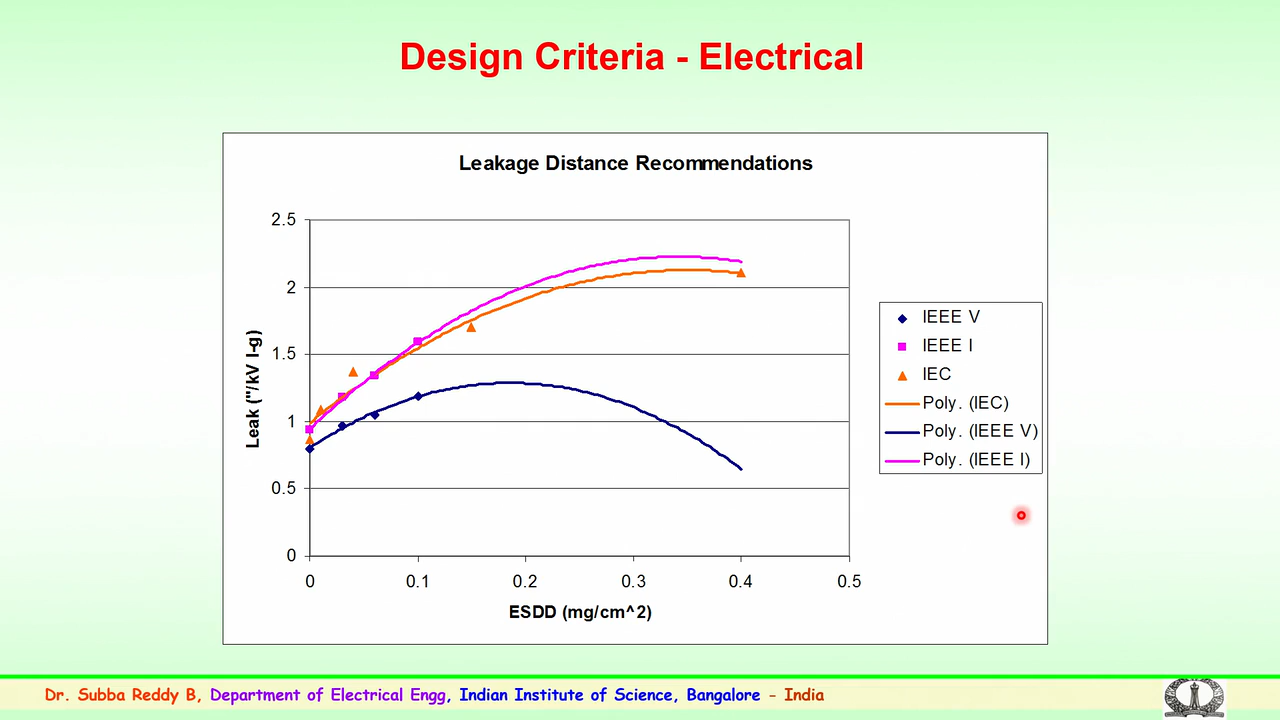 Design Criteria - Electrical
Leakage Distance Recommendations
2.5
2
1.5
1
0.5
0
Leak ("/kV l-g)
0 0.1 0.2 0.3 0.4 0.5
ESDD (mg/cm^2)
IEEE V
IEEE I
IEC
Poly. (IEC)
Poly. (IEEE V)
Poly. (IEEE I)
Dr. Subba Reddy B, Department of Electrical Engg, Indian Institute of Science, Bangalore - India